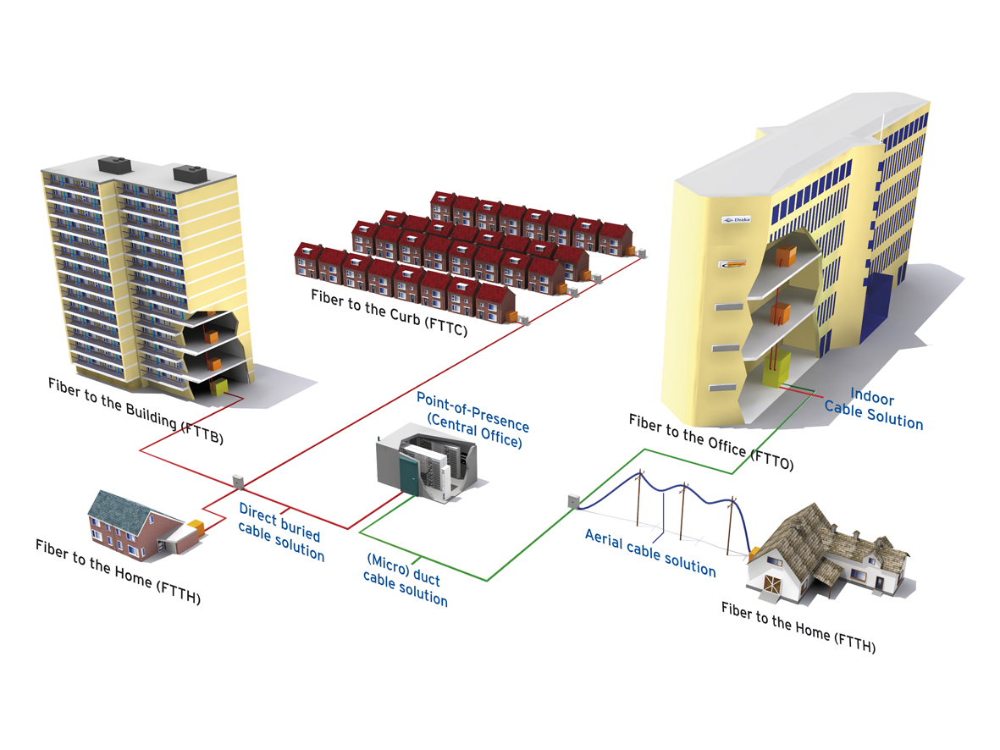 Draka
Fiber to the Curb (FTTC)
Fiber to the Building (FTTB)
Point-of-Presence
(Central Office)
Indoor
Cable Solution
Fiber to the Office (FTTO)
Direct buried
cable solution
Fiber to the Home (FTTH)
(Micro) duct
cable solution
Aerial cable solution
Fiber to the Home (FTTH)